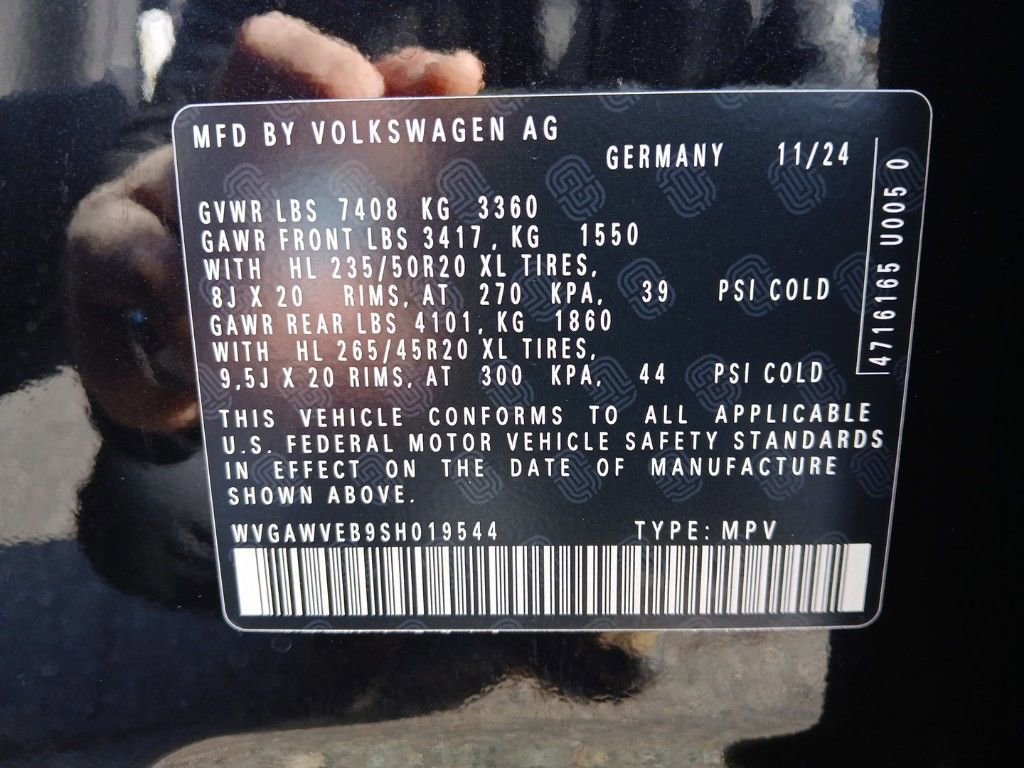 MFD BY VOLKSWAGEN AG
GERMANY 11/24
GVWR LBS 7408 KG 3360
GAWR FRONT LBS 3417, KG 1550
WITH HL 235/50R20 XL TIRES,
8J X 20 RIMS, AT 270 KPA, 39 PSI COLD
GAWR REAR LBS 4101, KG 1860
WITH HL 265/45R20 XL TIRES,
9,5J X 20 RIMS, AT 300 KPA, 44 PSI COLD
THIS VEHICLE CONFORMS TO ALL APPLICABLE
U.S. FEDERAL MOTOR VEHICLE SAFETY STANDARDS
IN EFFECT ON THE DATE OF MANUFACTURE
SHOWN ABOVE.
WVGAWVEB9SH019544 TYPE: MPV
4716165 U005 0